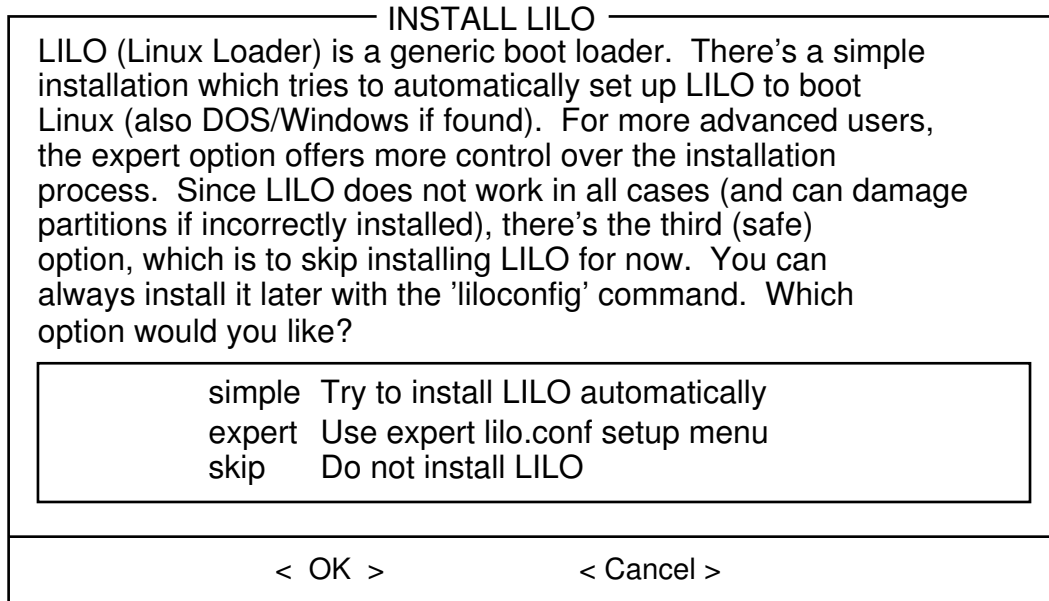 INSTALL LILO
LILO (Linux Loader) is a generic boot loader.  There's a simple
installation which tries to automatically set up LILO to boot
Linux (also DOS/Windows if found).  For more advanced users,
the expert option offers more control over the installation
process.  Since LILO does not work in all cases (and can damage
partitions if incorrectly installed), there's the third (safe)
option, which is to skip installing LILO for now.  You can
always install it later with the ’liloconfig’ command.  Which
option would you like?
simple  Try to install LILO automatically
expert  Use expert lilo.conf setup menu
skip  Do not install LILO
<  OK  >  < Cancel >